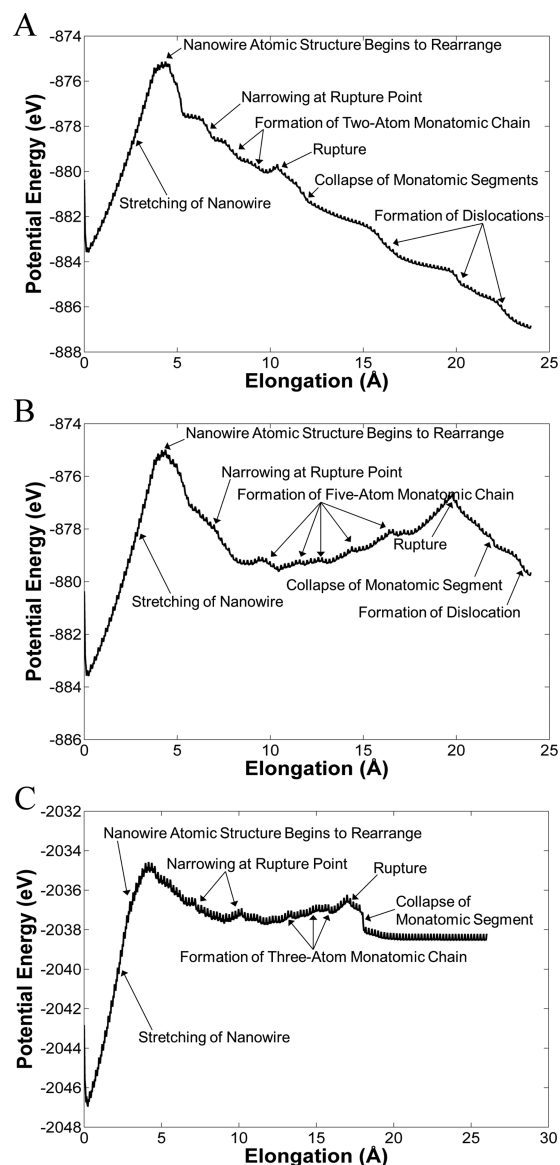 A
-874
-876
-878
-880
-882
-884
-886
-888
Potential Energy (eV)
Nanowire Atomic Structure Begins to Rearrange
Narrowing at Rupture Point
Formation of Two-Atom Monatomic Chain
Rupture
Collapse of Monatomic Segments
Stretching of Nanowire
Formation of Dislocations
0 5 10 15 20 25
Elongation (Å)
B
-874
-876
-878
-880
-882
-884
-886
Potential Energy (eV)
Nanowire Atomic Structure Begins to Rearrange
Narrowing at Rupture Point
Formation of Five-Atom Monatomic Chain
Rupture
Collapse of Monatomic Segment
Stretching of Nanowire
Formation of Dislocation
0 5 10 15 20 25
Elongation (Å)
C
-2032
-2034
-2036
-2038
-2040
-2042
-2044
-2046
-2048
Potential Energy (eV)
Nanowire Atomic Structure Begins to Rearrange
Narrowing at Rupture Point
Rupture
Collapse of
Monatomic Segment
Formation of Three-Atom Monatomic Chain
Stretching of Nanowire
0 5 10 15 20 25 30
Elongation (Å)